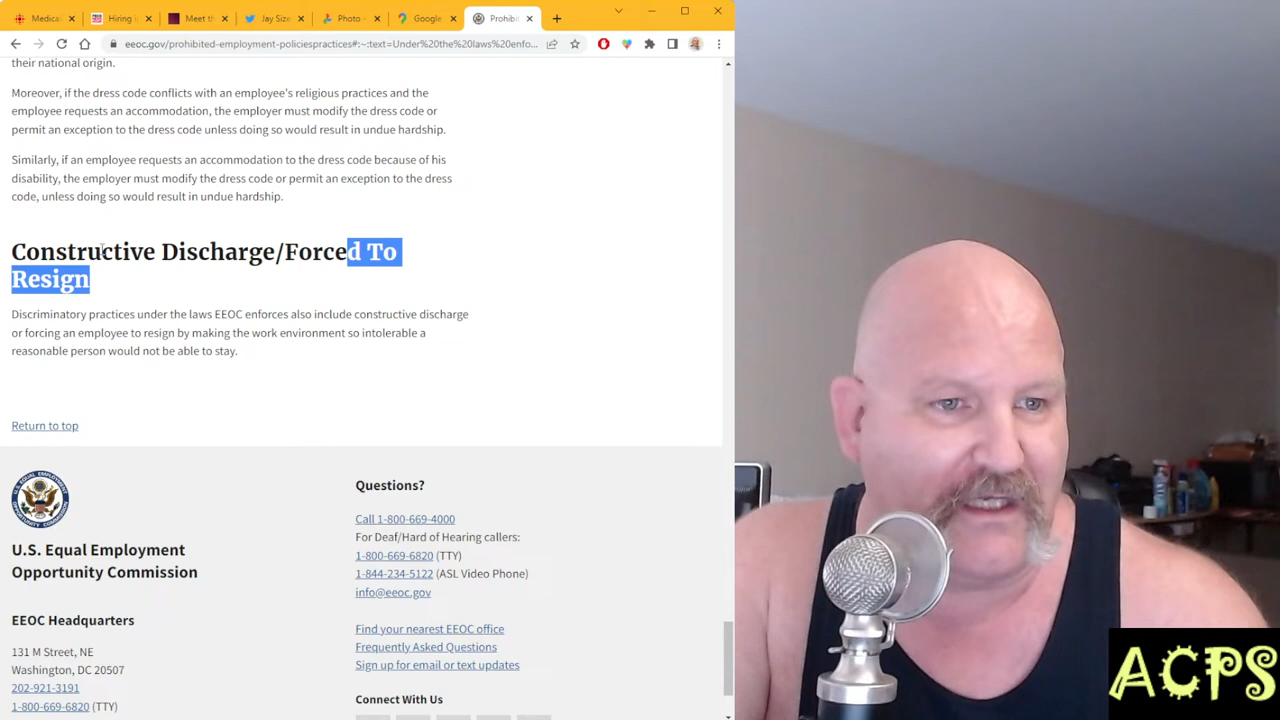 Medica
Hiring i
Meet th
Jay Size
Photo -
Google
Prohibi
eeoc.gov/prohibited-employment-policiespractices#:~:text=Under%20the%20laws%20enfo...
their national origin.
Moreover, if the dress code conflicts with an employee's religious practices and the
employee requests an accommodation, the employer must modify the dress code or
permit an exception to the dress code unless doing so would result in undue hardship.
Similarly, if an employee requests an accommodation to the dress code because of his
disability, the employer must modify the dress code or permit an exception to the dress
code, unless doing so would result in undue hardship.
Constructive Discharge/Forced To
Resign
Discriminatory practices under the laws EEOC enforces also include constructive discharge
or forcing an employee to resign by making the work environment so intolerable a
reasonable person would not be able to stay.
Return to top
U.S. Equal Employment
Opportunity Commission
EEOC Headquarters
131 M Street, NE
Washington, DC 20507
202-921-3191
1-800-669-6820 (TTY)
Questions?
Call 1-800-669-4000
For Deaf/Hard of Hearing callers:
1-800-669-6820 (TTY)
1-844-234-5122 (ASL Video Phone)
info@eeoc.gov
Find your nearest EEOC office
Frequently Asked Questions
Sign up for email or text updates
Connect With Us
ACPS